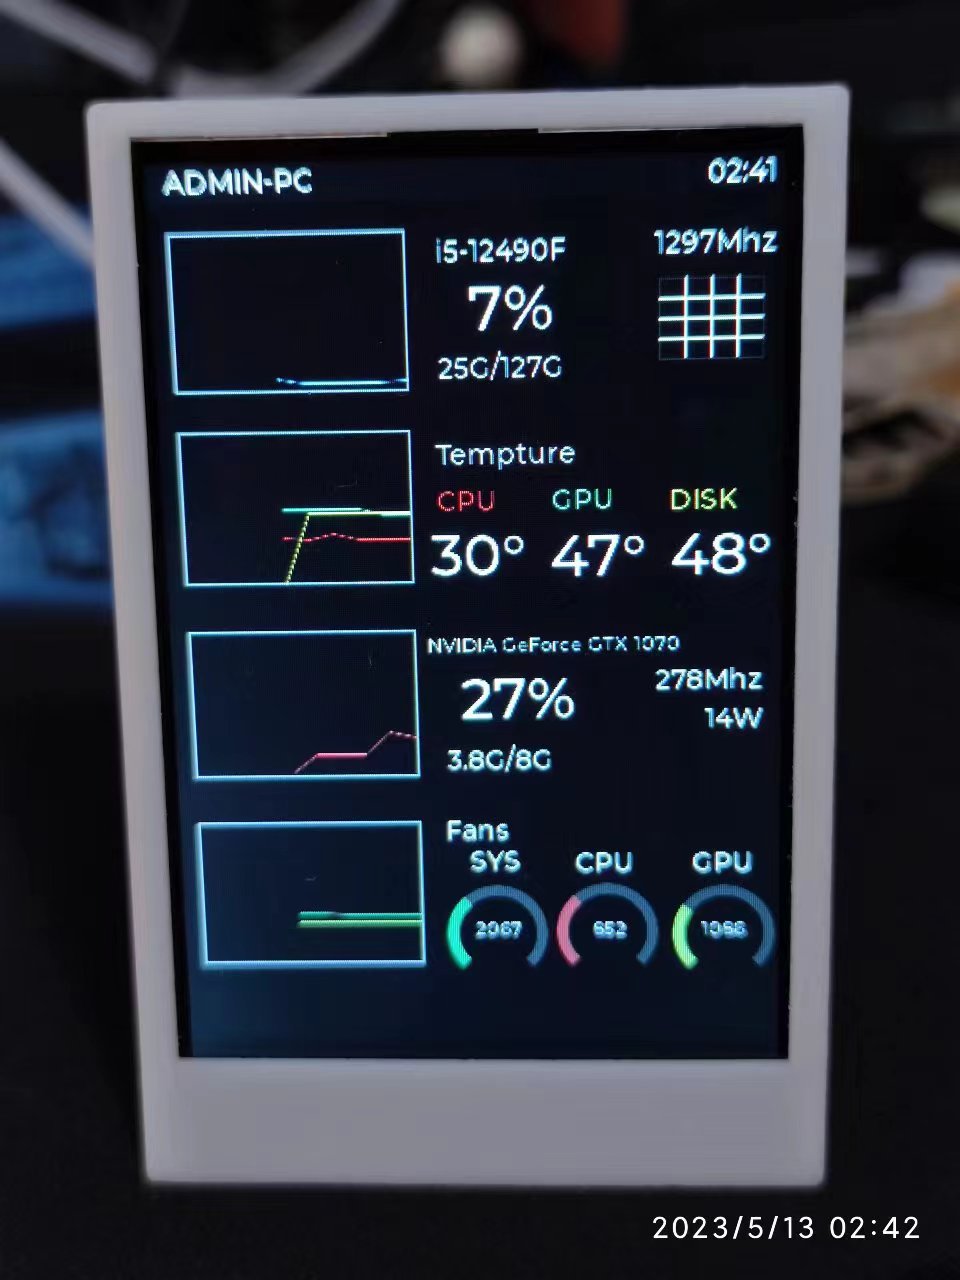 ADMIN-PC 02:41
i5-12490F 1297Mhz
7%
25G/127G
Tempture
CPU GPU DISK
30° 47° 48°
NVIDIA GeForce GTX 1070
27% 278Mhz
14W
3.8G/8G
Fans
SYS CPU GPU
2067 652
2023/5/13 02:42